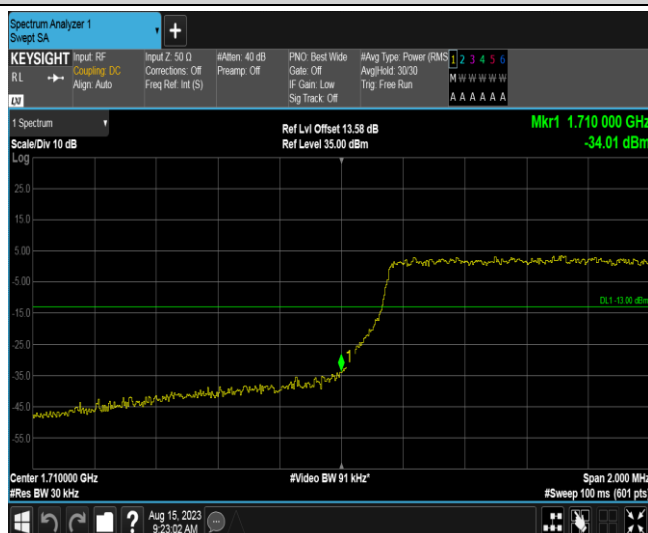 Spectrum Analyzer 1
Swept SA
+
KEYSIGHT
RL
Input: RF
Coupling: DC
Align: Auto
Input Z: 50 Ω
Corrections: Off
Freq Ref: Int (S)
#Atten: 40 dB
Preamp: Off
PNO: Best Wide
Gate: Off
IF Gain: Low
Sig Track: Off
#Avg Type: Power (RMS
Avg|Hold: 30/30
Trig: Free Run
1 2 3 4 5 6
M W W W W W
A A A A A A
LXI
1 Spectrum
Scale/Div 10 dB
Ref Lvl Offset 13.58 dB
Ref Level 35.00 dBm
Mkr1 1.710 000 GHz
-34.01 dBm
Log
25.0
15.0
5.00
-5.00
DL1 -13.00 dBm
-15.0
-25.0
1
-35.0
-45.0
-55.0
Center 1.710000 GHz
#Video BW 91 kHz*
Span 2.000 MHz
#Res BW 30 kHz
#Sweep 100 ms (601 pts)
?
Aug 15, 2023
9:23:02 AM